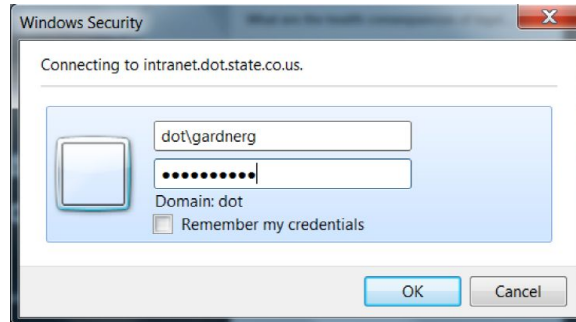 Windows Security
Connecting to intranet.dot.state.co.us.
dot\gardnerg
●●●●●●●●●●
Domain: dot
Remember my credentials
OK
Cancel